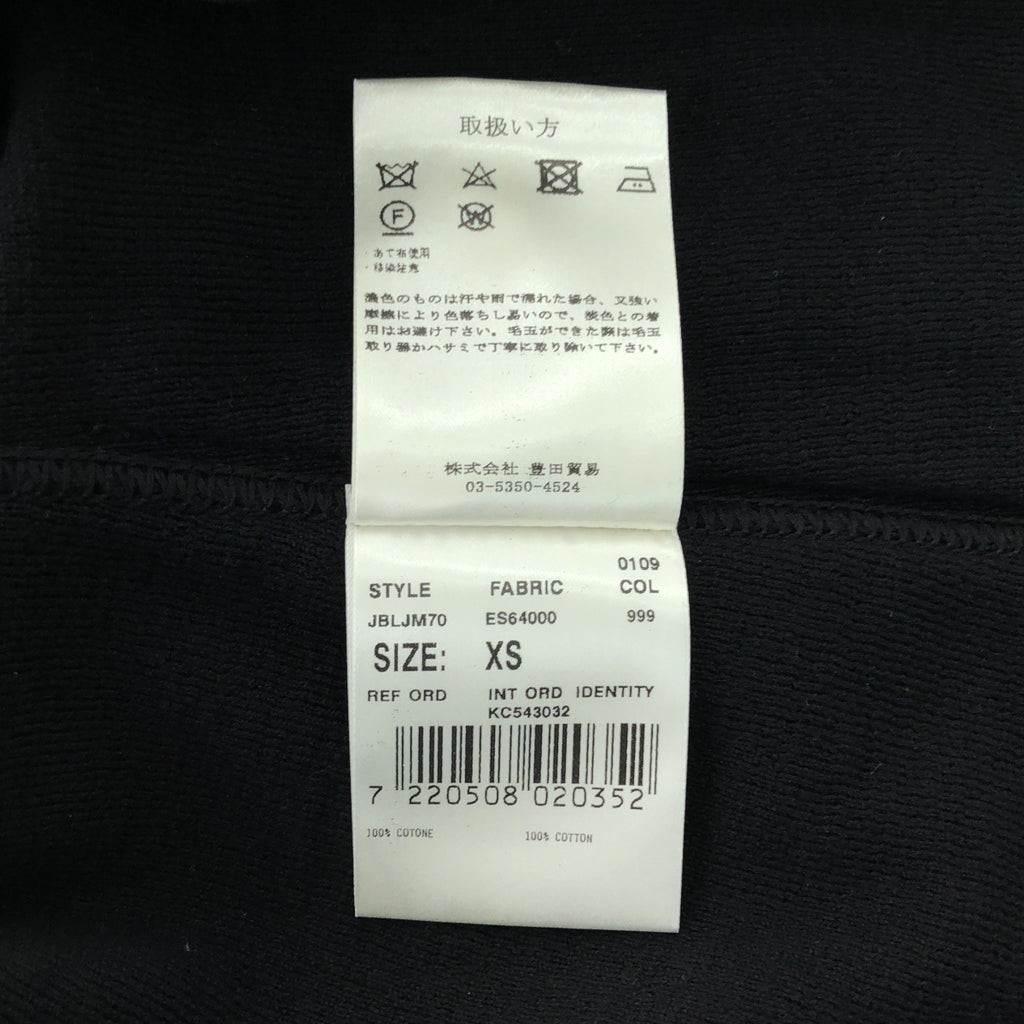 取扱い方
F
W
・あて布使用
・移染注意
濃色のものは汗や雨で濡れた場合、又強い
摩擦により色落ちし易いので、淡色との着
用はお避け下さい。毛玉ができた際は毛玉
取り器かハサミで丁寧に取り除いて下さい。
株式会社 豊田貿易
03-5350-4524
0109
STYLE FABRIC COL
JBLJM70 ES64000 999
SIZE: XS
REF ORD INT ORD IDENTITY
KC543032
7 220508 020352
100% COTONE 100% COTTON